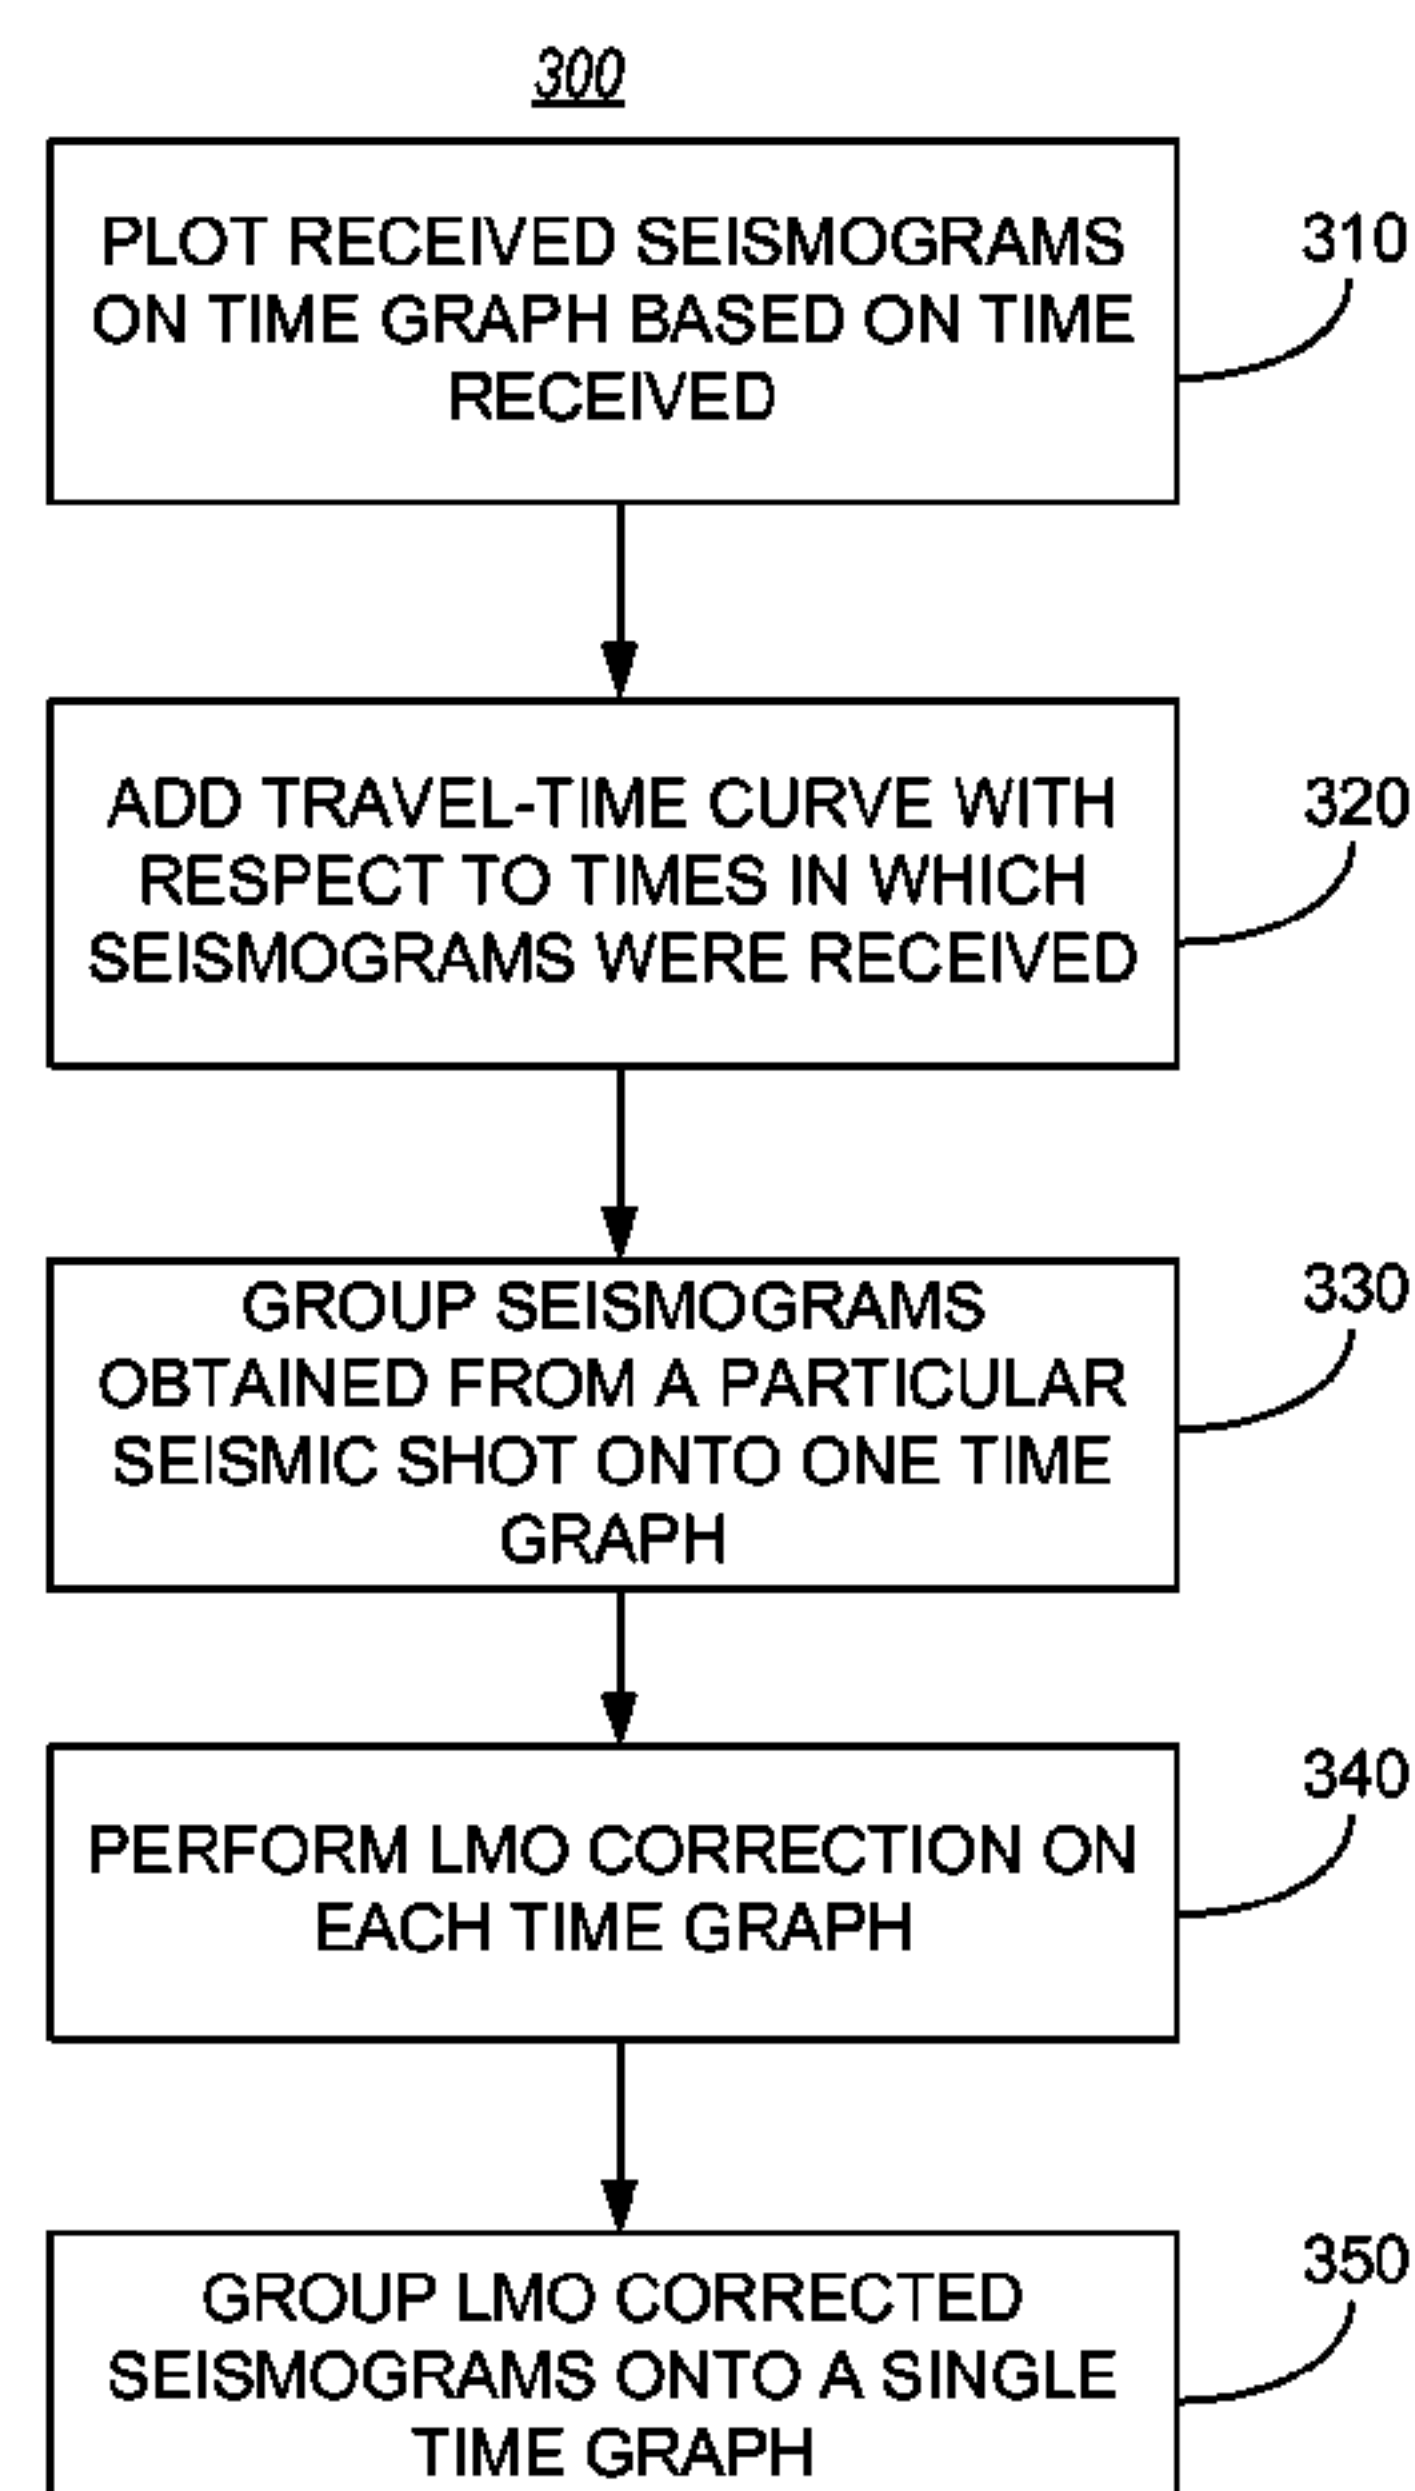 300
PLOT RECEIVED SEISMOGRAMS
ON TIME GRAPH BASED ON TIME
RECEIVED
310
ADD TRAVEL-TIME CURVE WITH
RESPECT TO TIMES IN WHICH
SEISMOGRAMS WERE RECEIVED
320
GROUP SEISMOGRAMS
OBTAINED FROM A PARTICULAR
SEISMIC SHOT ONTO ONE TIME
GRAPH
330
PERFORM LMO CORRECTION ON
EACH TIME GRAPH
340
GROUP LMO CORRECTED
SEISMOGRAMS ONTO A SINGLE
TIME GRAPH
350